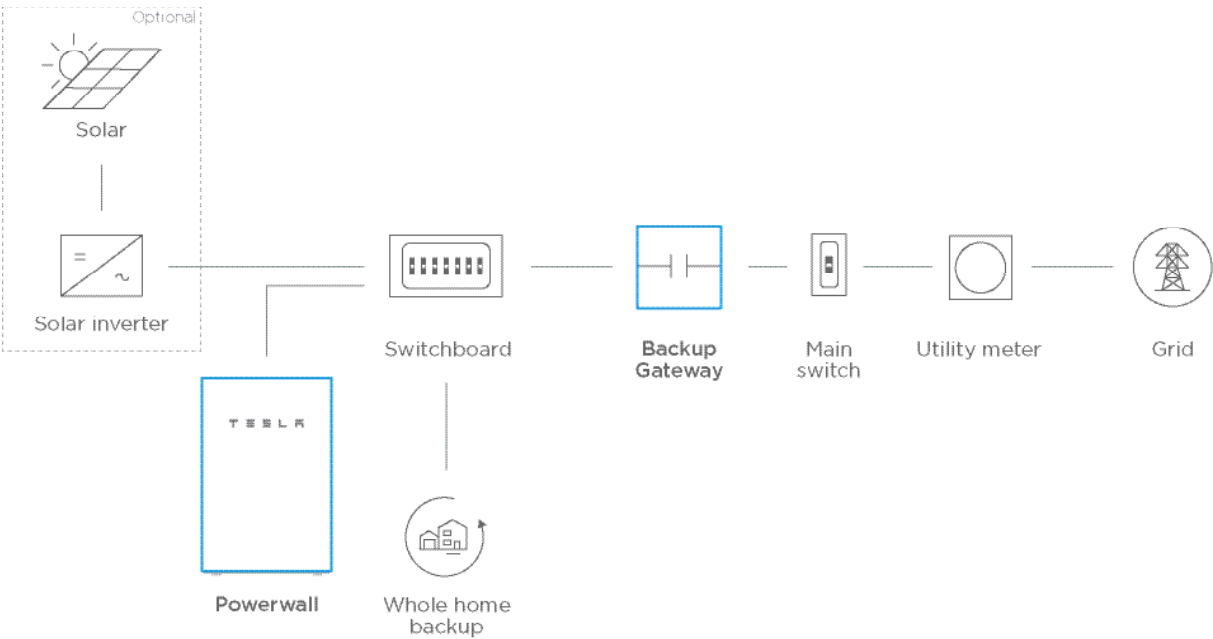 Optional
Solar
Solar inverter
Switchboard
Backup
Gateway
Main
switch
Utility meter
Grid
TESLA
Powerwall
Whole home
backup